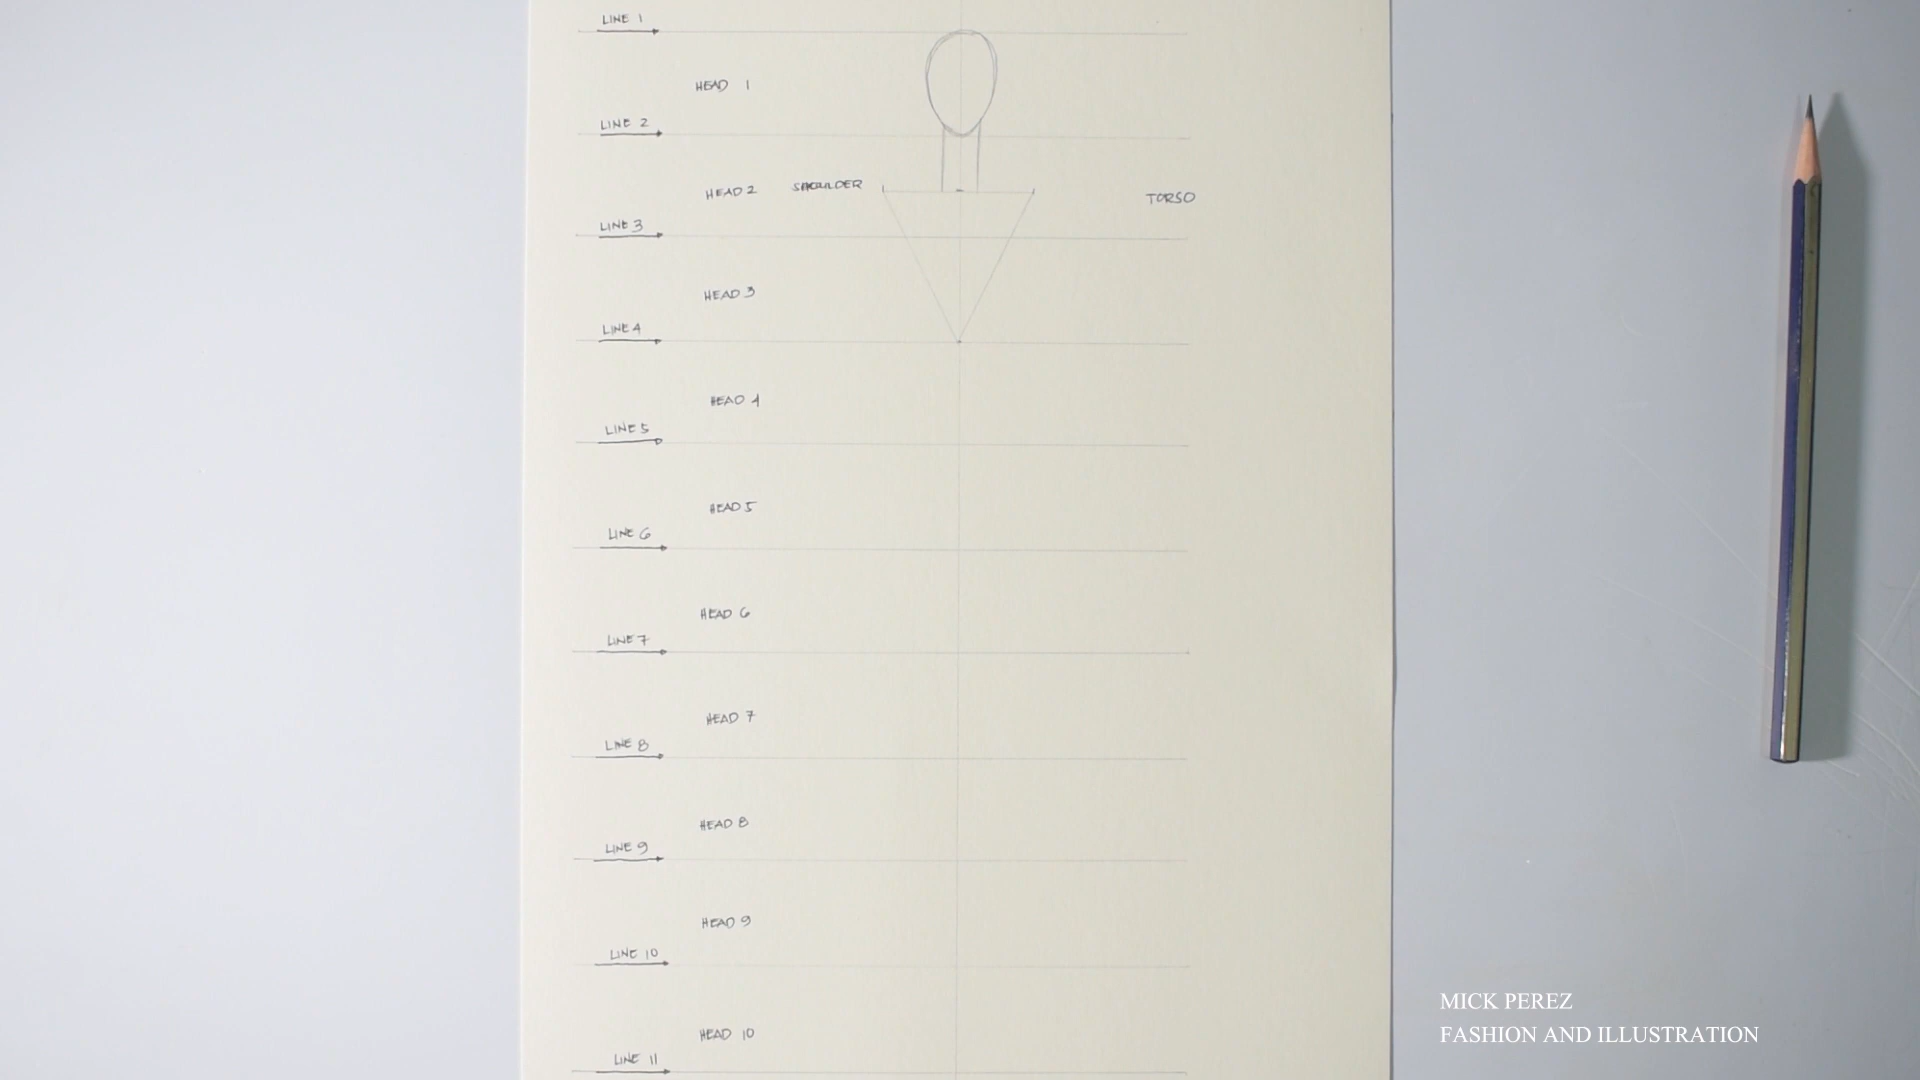 LINE 1
HEAD 1
LINE 2
HEAD 2 SHOULDER TORSO
LINE 3
HEAD 3
LINE 4
HEAD 4
LINE 5
HEAD 5
LINE 6
HEAD 6
LINE 7
HEAD 7
LINE 8
HEAD 8
LINE 9
HEAD 9
LINE 10
HEAD 10
LINE 11
MICK PEREZ
FASHION AND ILLUSTRATION